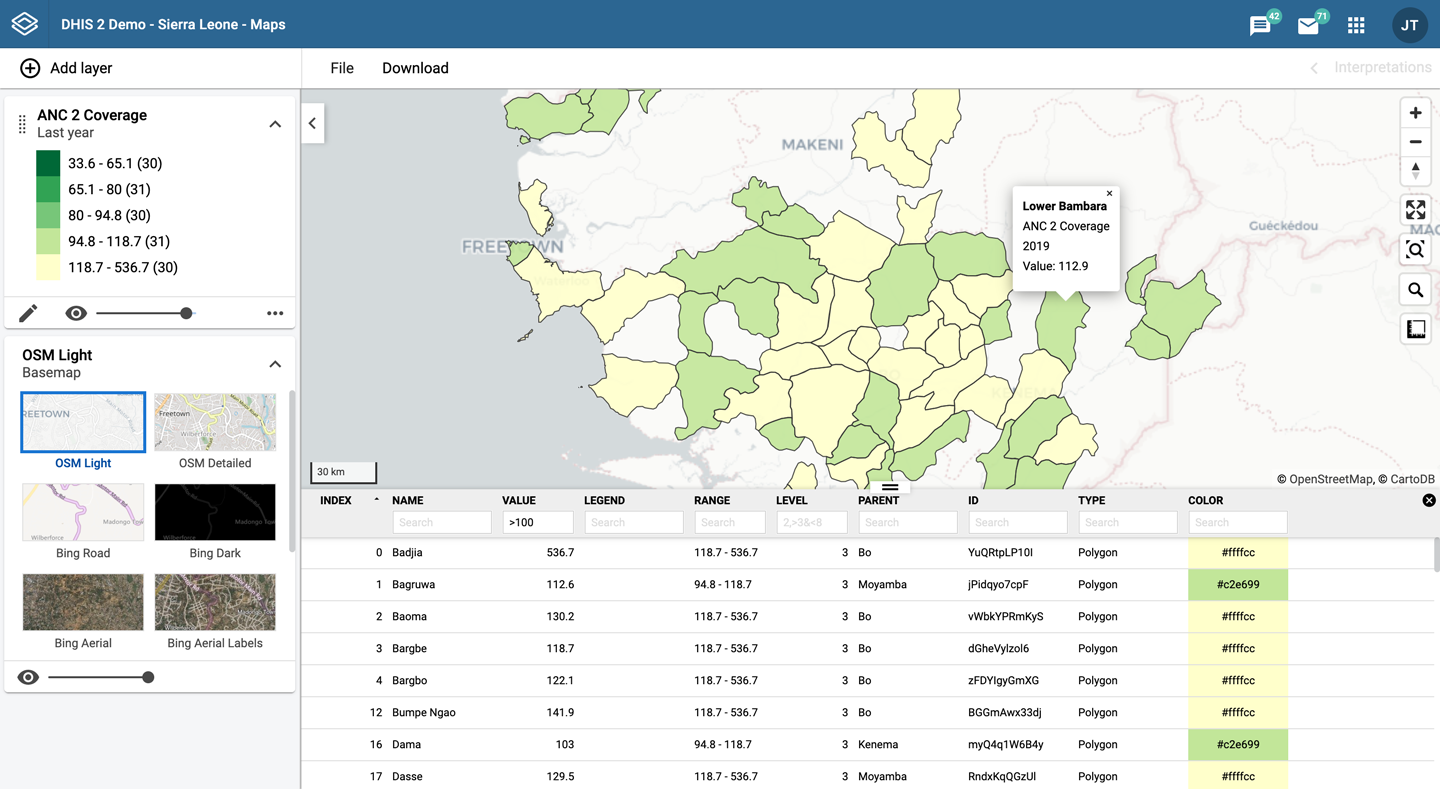 DHIS 2 Demo - Sierra Leone - Maps
42
71
JT
Add layer
File
Download
Interpretations
ANC 2 Coverage
Last year
33.6 - 65.1 (30)
65.1 - 80 (31)
80 - 94.8 (30)
94.8 - 118.7 (31)
118.7 - 536.7 (30)
OSM Light
Basemap
REETOWN
OSM Light
Freetown
Wilberforce
OSM Detailed
Madongo
Wilberforce
Bing Road
Madongo
Bing Dark
Bing Aerial
Bing Aerial Labels
MAKENI
FREETOWN
Waterloo
Guéckédou
Lower Bambara
ANC 2 Coverage
2019
Value: 112.9
30 km
© OpenStreetMap, © CartoDB
INDEX NAME VALUE LEGEND RANGE LEVEL PARENT ID TYPE COLOR
Search >100 Search Search 2,>3&<8 Search Search Search Search
0 Badjia 536.7 118.7 - 536.7 3 Bo YuQRtpLP10I Polygon #ffffcc
1 Bagruwa 112.6 94.8 - 118.7 3 Moyamba jPidqyo7cpF Polygon #c2e699
2 Baoma 130.2 118.7 - 536.7 3 Bo vWbkYPRmKyS Polygon #ffffcc
3 Bargbe 118.7 118.7 - 536.7 3 Bo dGheVylzol6 Polygon #ffffcc
4 Bargbo 122.1 118.7 - 536.7 3 Bo zFDYIgyGmXG Polygon #ffffcc
12 Bumpe Ngao 141.9 118.7 - 536.7 3 Bo BGGmAwx33dj Polygon #ffffcc
16 Dama 103 94.8 - 118.7 3 Kenema myQ4q1W6B4y Polygon #c2e699
17 Dasse 129.5 118.7 - 536.7 3 Moyamba RndxKqQGzUl Polygon #ffffcc